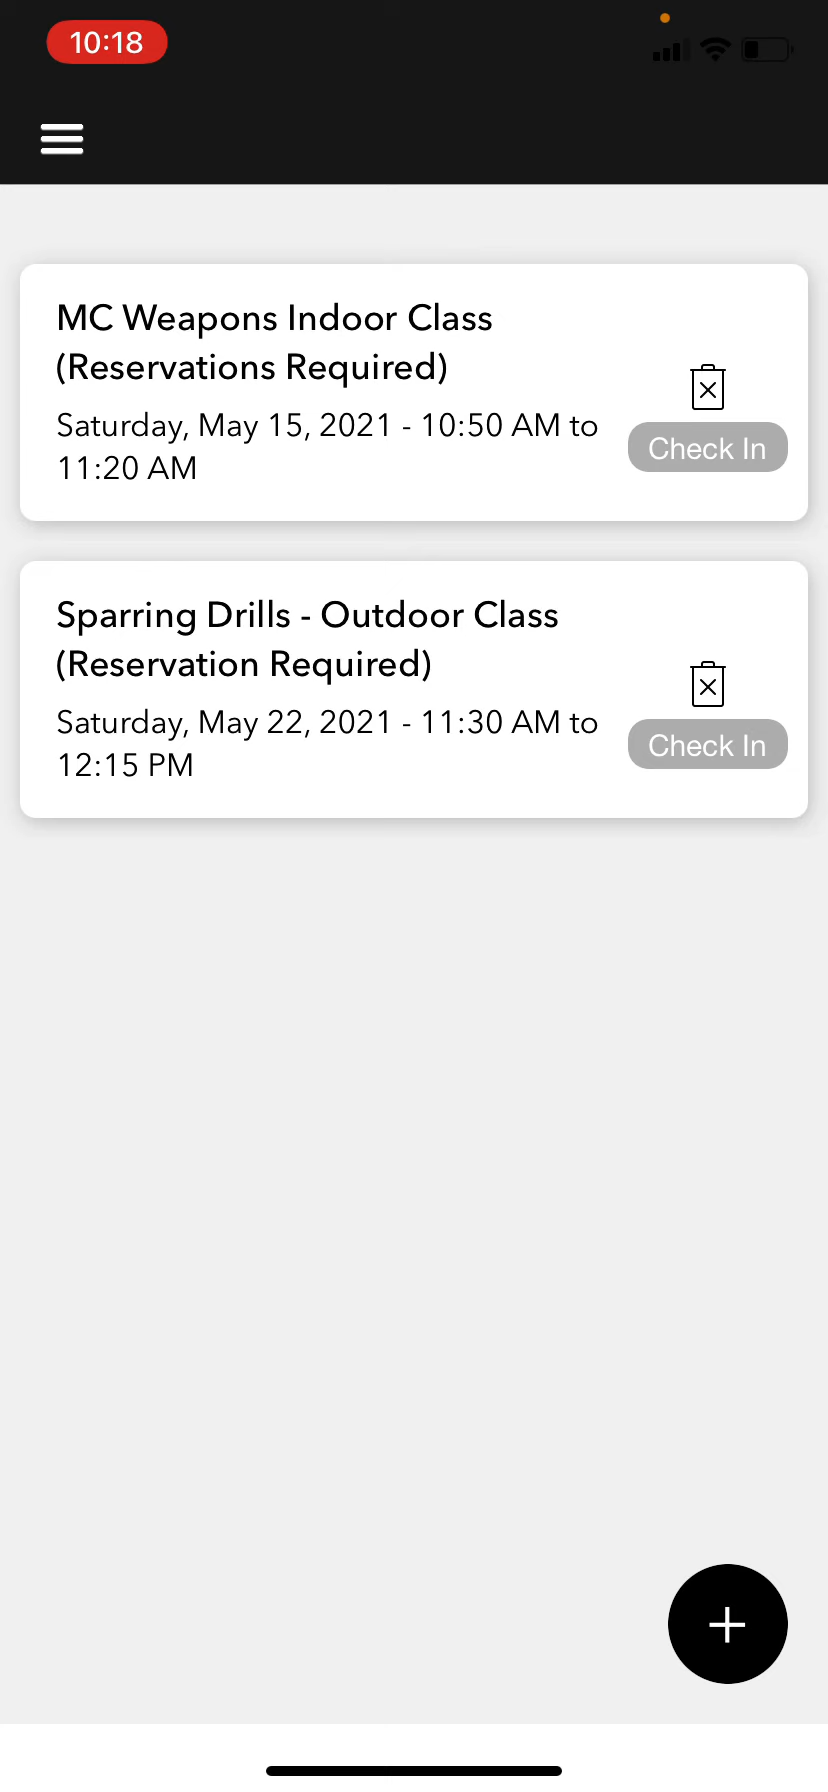 10:18
MC Weapons Indoor Class
(Reservations Required)
Saturday, May 15, 2021 - 10:50 AM to
11:20 AM
Check In
Sparring Drills - Outdoor Class
(Reservation Required)
Saturday, May 22, 2021 - 11:30 AM to
12:15 PM
Check In